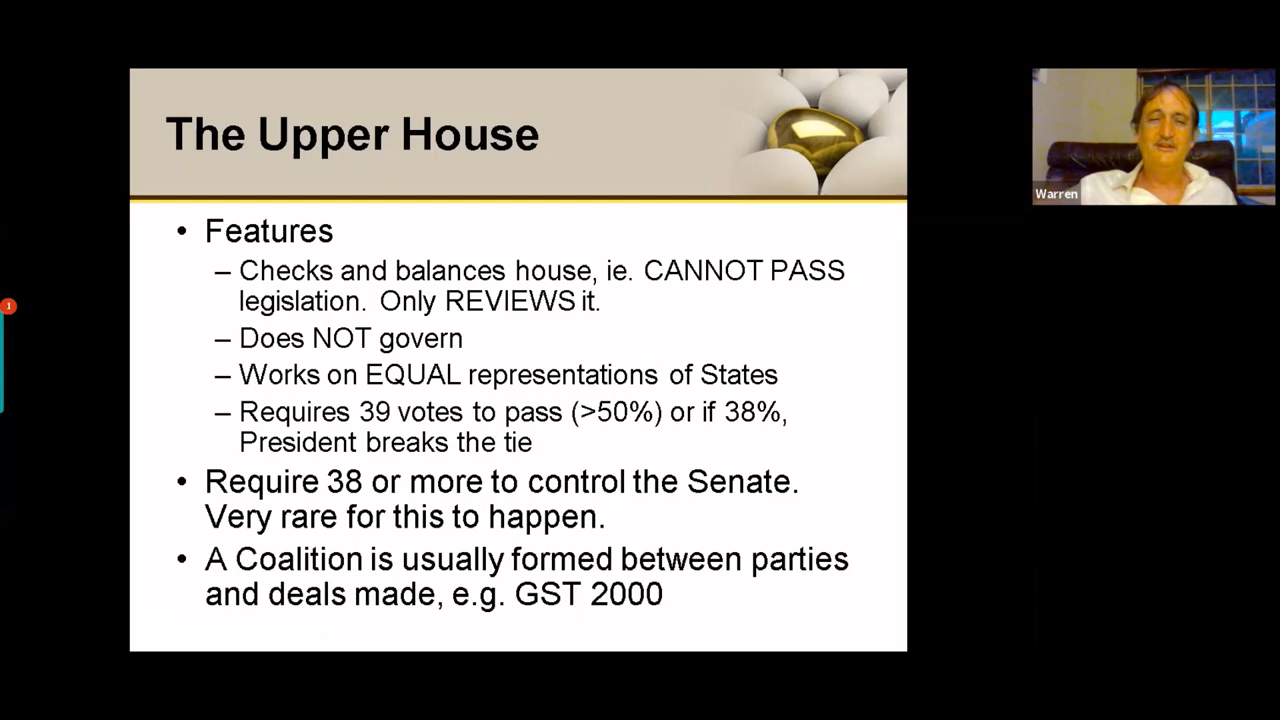 The Upper House
• Features
– Checks and balances house, ie. CANNOT PASS
legislation. Only REVIEWS it.
– Does NOT govern
– Works on EQUAL representations of States
– Requires 39 votes to pass (>50%) or if 38%,
President breaks the tie
• Require 38 or more to control the Senate.
Very rare for this to happen.
• A Coalition is usually formed between parties
and deals made, e.g. GST 2000
Warren
1